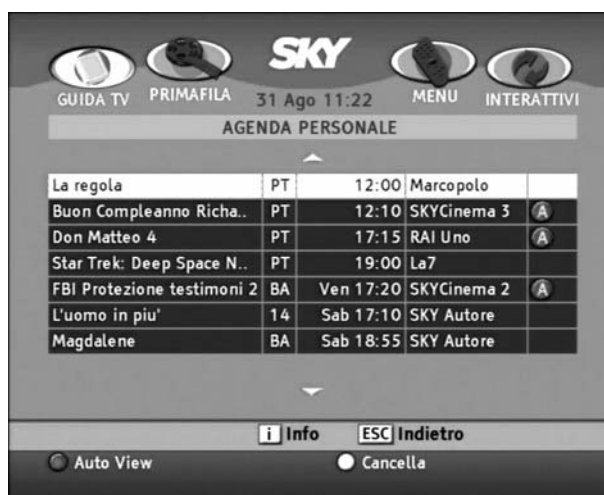 SKY
GUIDA TV PRIMAFILA 31 Ago 11:22 MENU INTERATTIVI
AGENDA PERSONALE
La regola PT 12:00 Marcopolo
Buon Compleanno Richa.. PT 12:10 SKYCinema 3 A
Don Matteo 4 PT 17:15 RAI Uno A
Star Trek: Deep Space N.. PT 19:00 La7
FBI Protezione testimoni 2 BA Ven 17:20 SKYCinema 2 A
L'uomo in piu' 14 Sab 17:10 SKY Autore
Magdalene BA Sab 18:55 SKY Autore
i Info ESC Indietro
Auto View Cancella